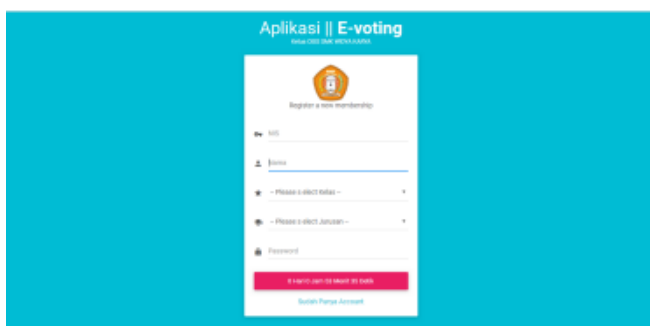 Aplikasi || E-voting
Register a new membership
NIS
Nama
-- Please select Kelas --
-- Please select Jurusan --
Password
Sudah Punya Account